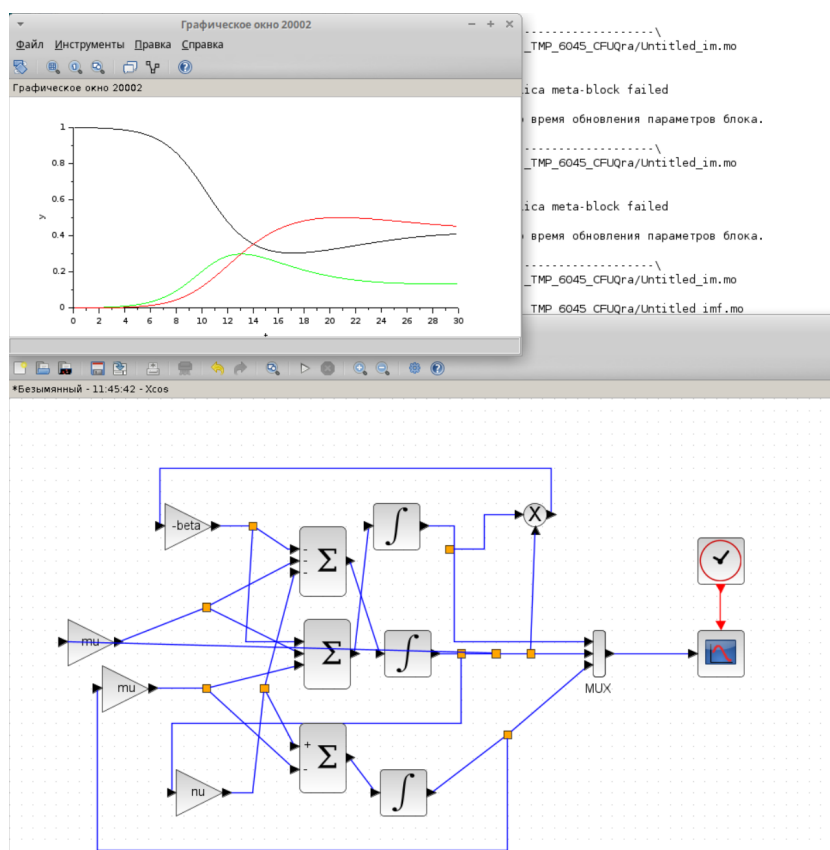 Графическое окно 20002
Файл Инструменты Правка Справка
Графическое окно 20002
1
0.8
0.6
0.4
0.2
0
y
0 2 4 6 8 10 12 14 16 18 20 22 24 26 28 30
-------------------\
_TMP_6045_CFUQra/Untitled_im.mo
ica meta-block failed
время обновления параметров блока.
-------------------\
_TMP_6045_CFUQra/Untitled_im.mo
ica meta-block failed
время обновления параметров блока.
-------------------\
_TMP_6045_CFUQra/Untitled_im.mo
_TMP_6045_CFUQra/Untitled_imf.mo
*Безымянный - 11:45:42 - Xcos
-beta
∫
X
-
-
-
Σ
mu
Σ
∫
mu
MUX
+
-
Σ
nu
∫